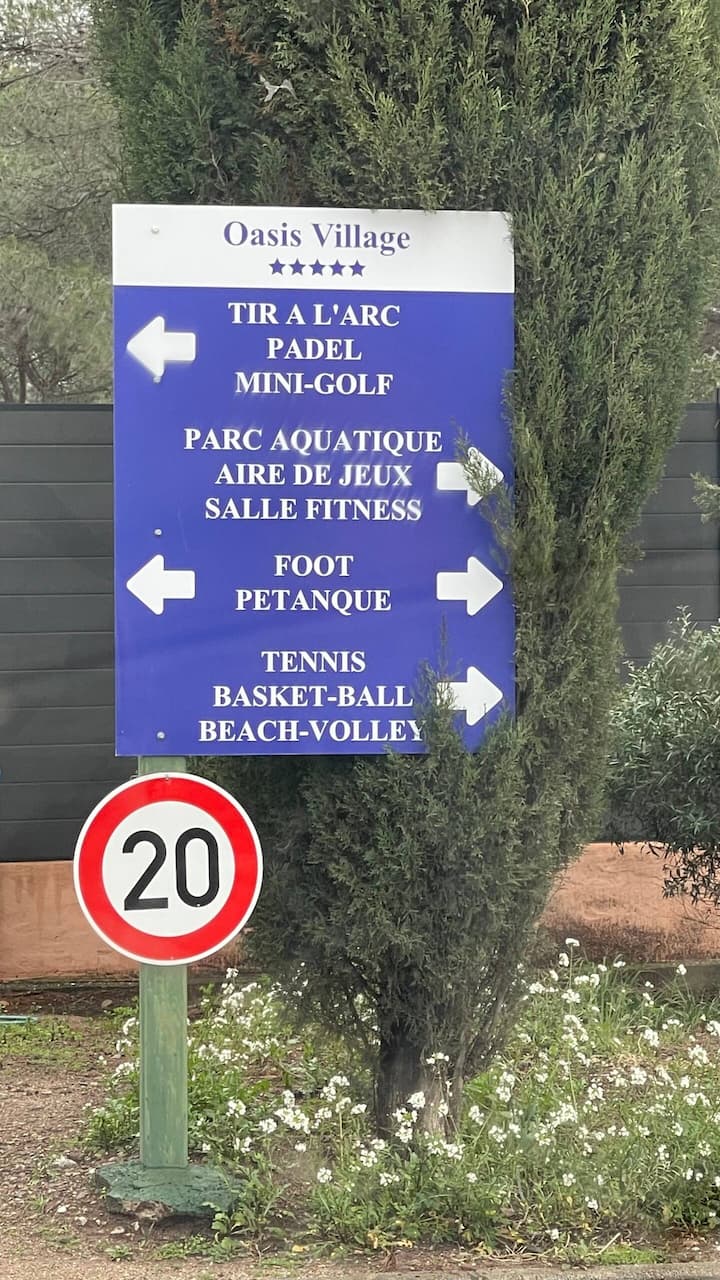 Oasis Village
TIR A L'ARC
PADEL
MINI-GOLF
PARC AQUATIQUE
AIRE DE JEUX
SALLE FITNESS
FOOT
PETANQUE
TENNIS
BASKET-BALL
BEACH-VOLLEY
20